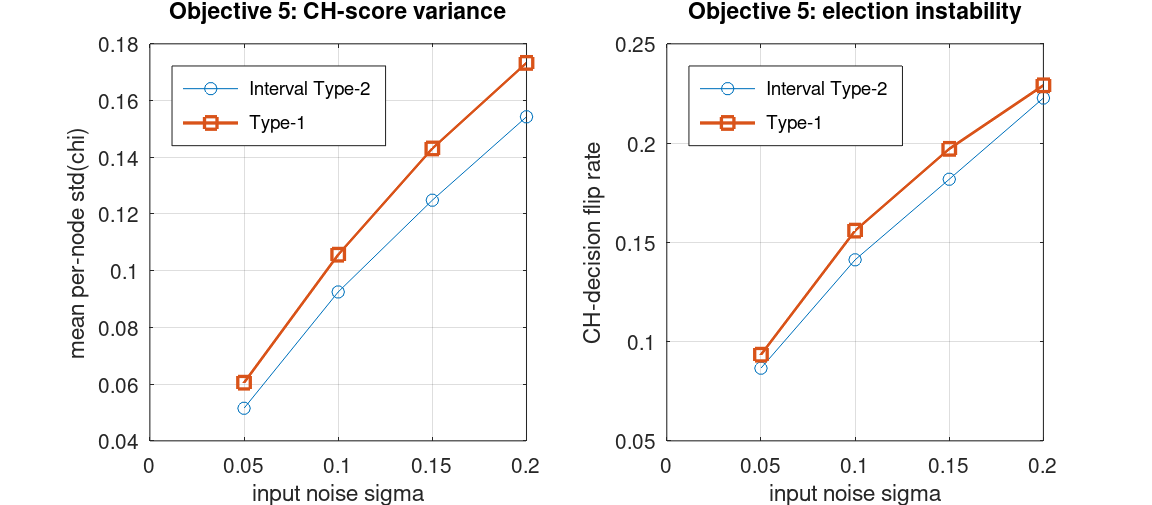 Objective 5: CH-score variance
0.18
0.16
0.14
0.12
0.1
0.08
0.06
0.04
mean per-node std(chi)
Interval Type-2
Type-1
0
0.05
0.1
0.15
0.2
input noise sigma
Objective 5: election instability
0.25
0.2
0.15
0.1
0.05
CH-decision flip rate
Interval Type-2
Type-1
0
0.05
0.1
0.15
0.2
input noise sigma